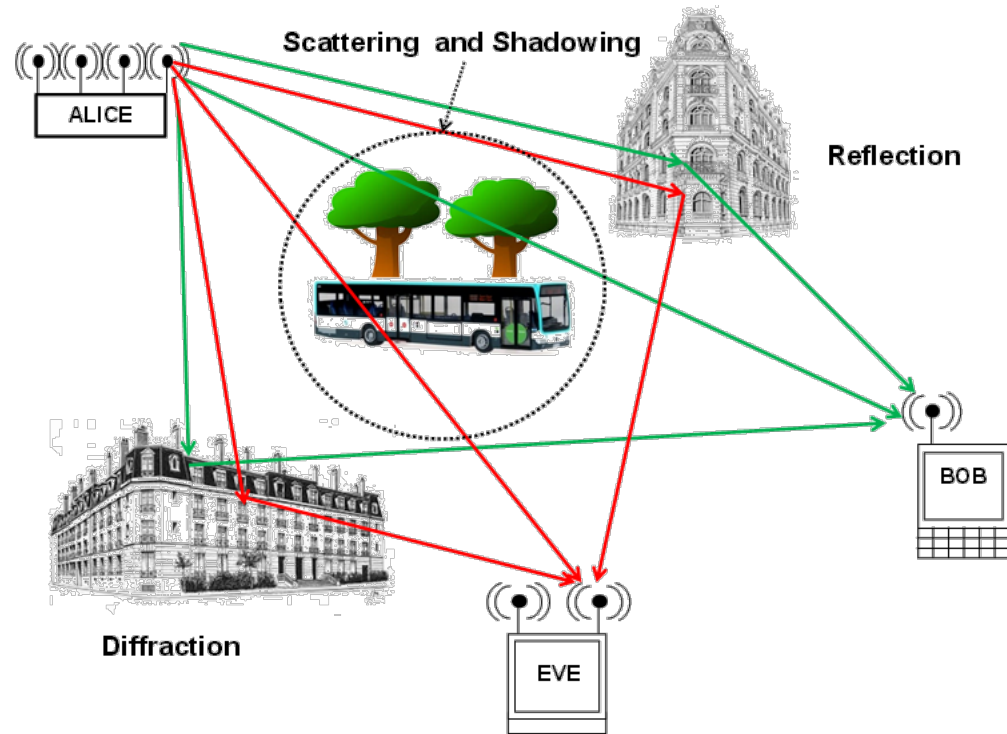 Scattering and Shadowing
ALICE
Reflection
BOB
Diffraction
EVE